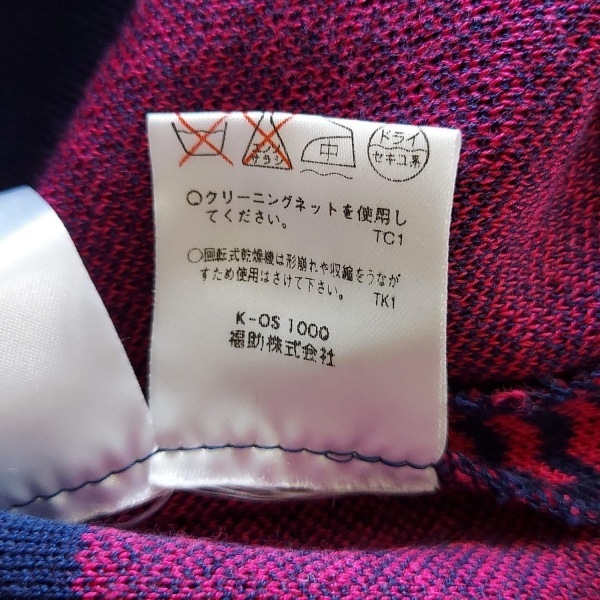 エンソ
サラシ
中
ドライ
セキユ系
○クリーニングネットを使用し
てください。
TC1
○回転式乾燥機は形崩れや収縮をうなが
すため使用はさけて下さい。
TK1
K-OS 1000
福助株式会社